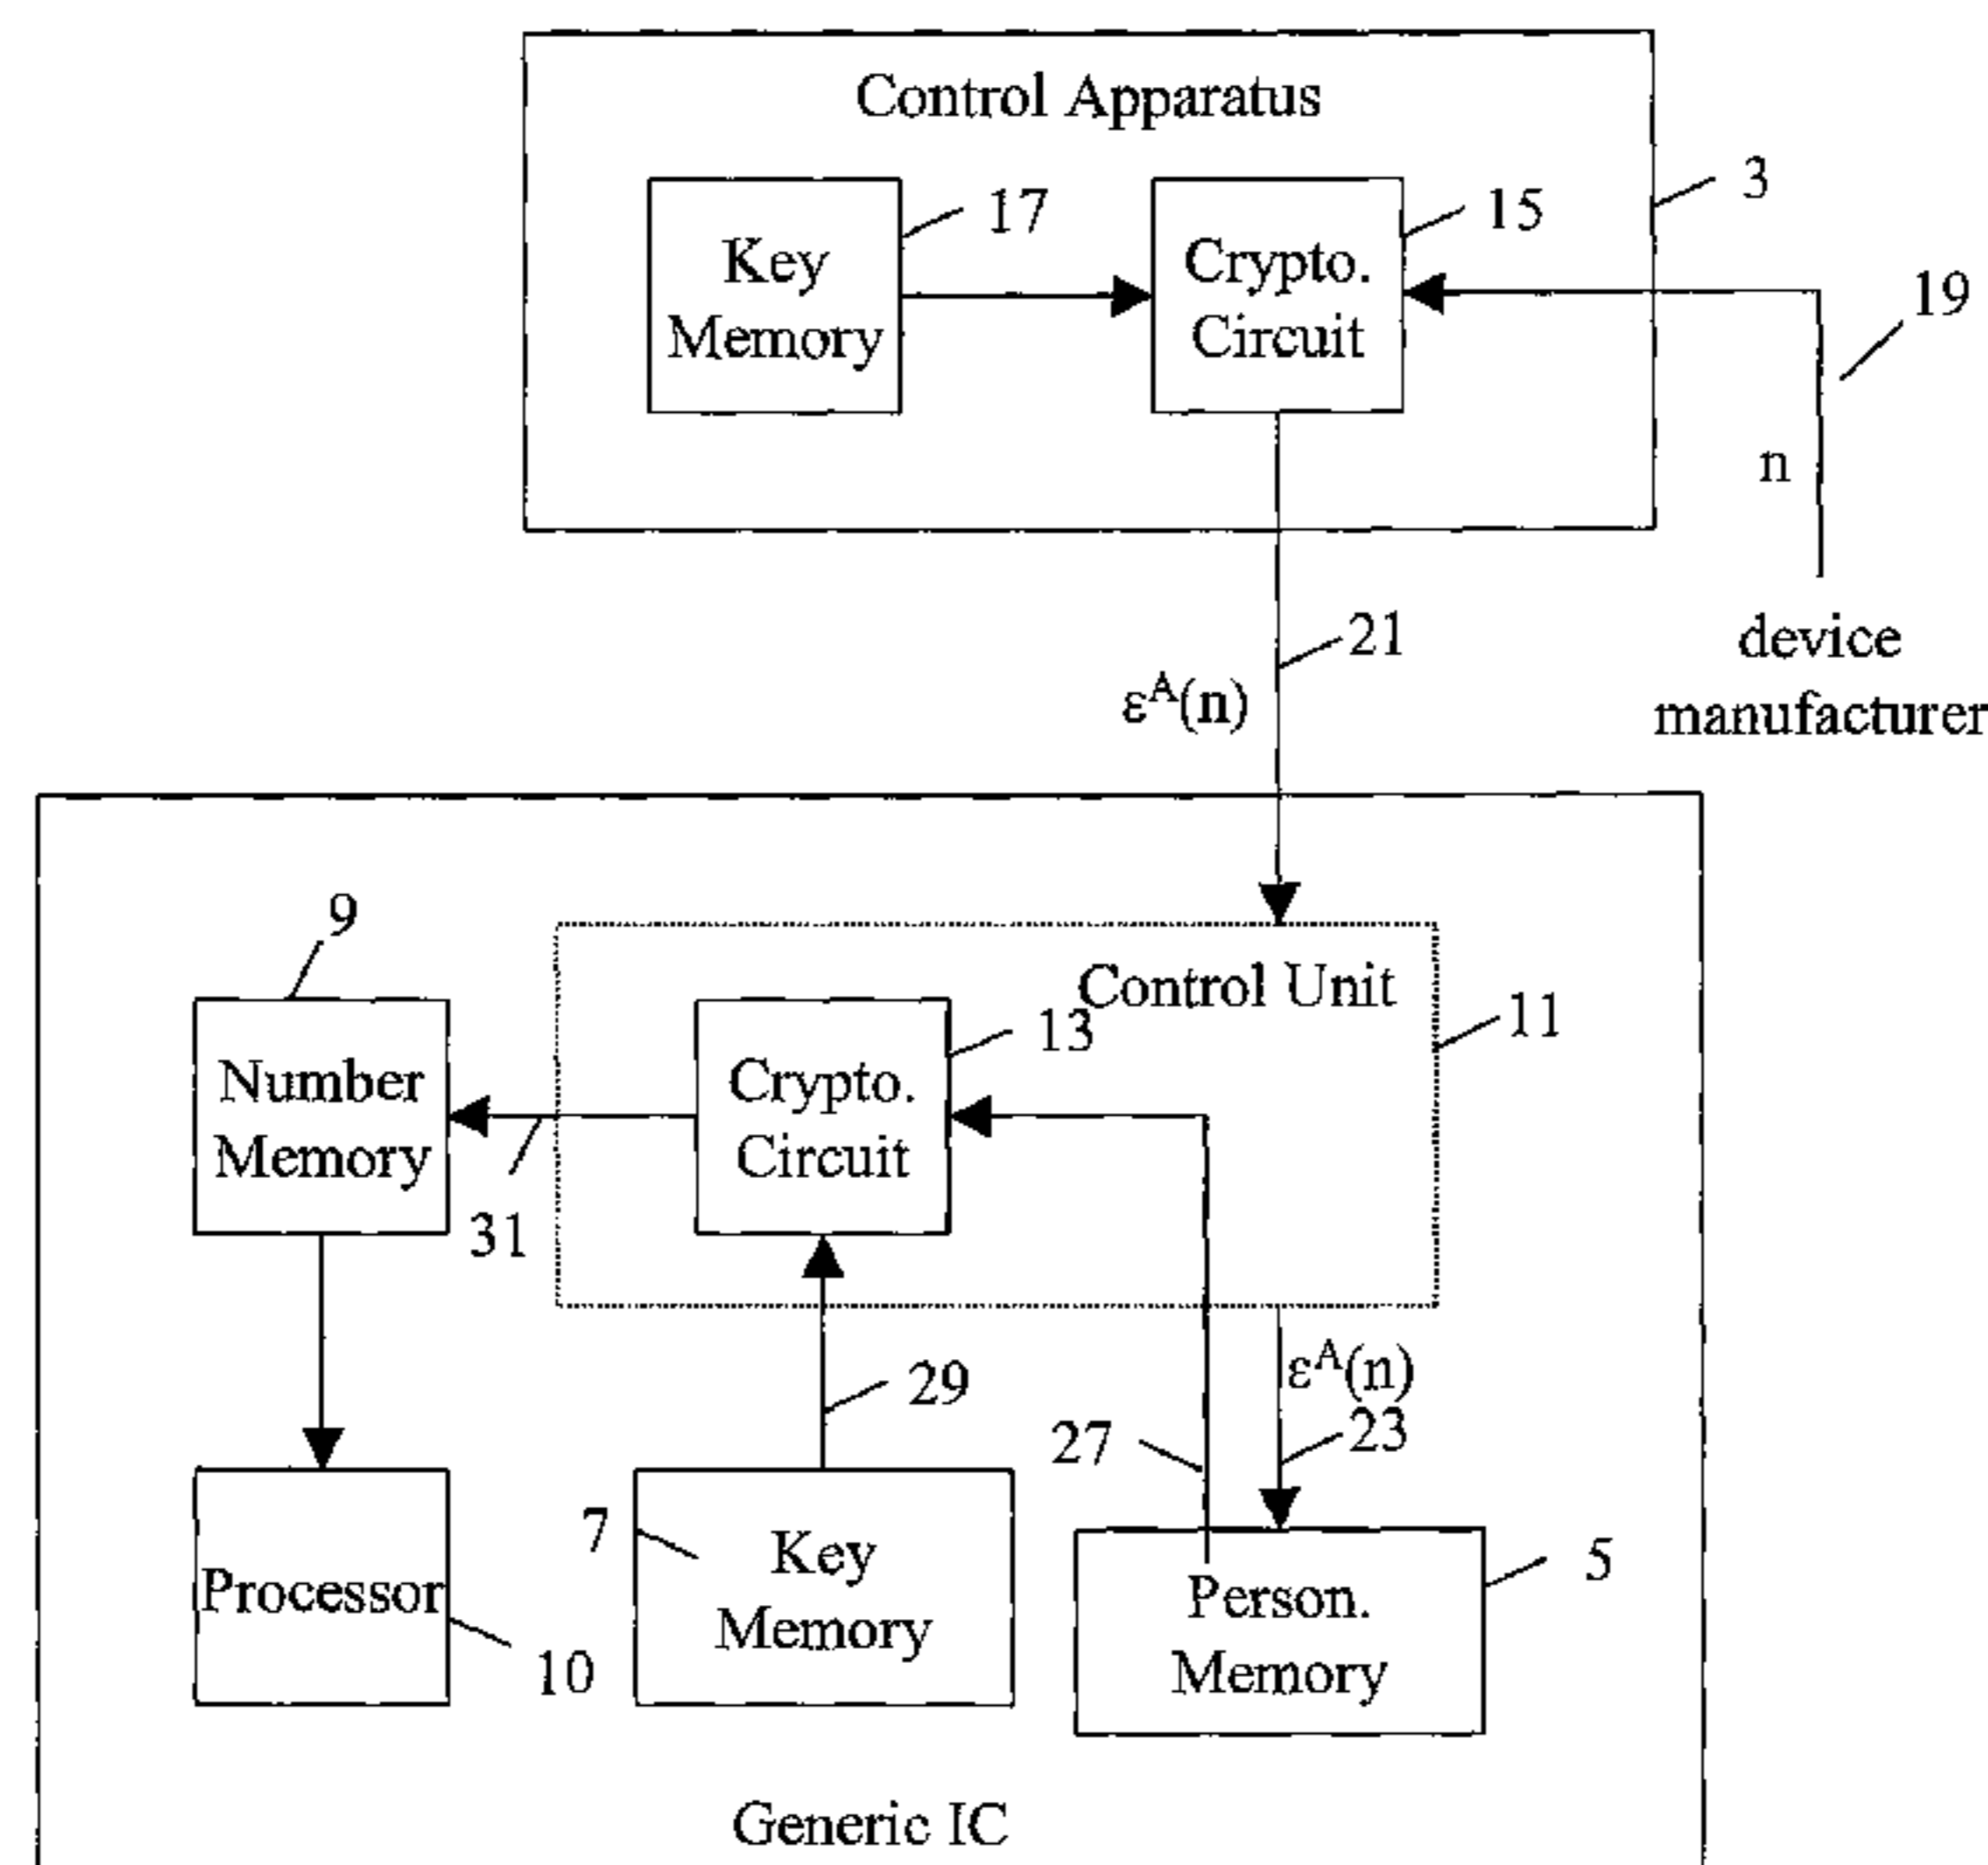 Control Apparatus
3
17
15
Key
Memory
Crypto.
Circuit
19
n
device
manufacturer
21
εᴬ(n)
9
Control Unit
11
13
Number
Memory
Crypto.
Circuit
31
29
εᴬ(n)
27
23
7
5
Processor
10
Key
Memory
Person.
Memory
Generic IC